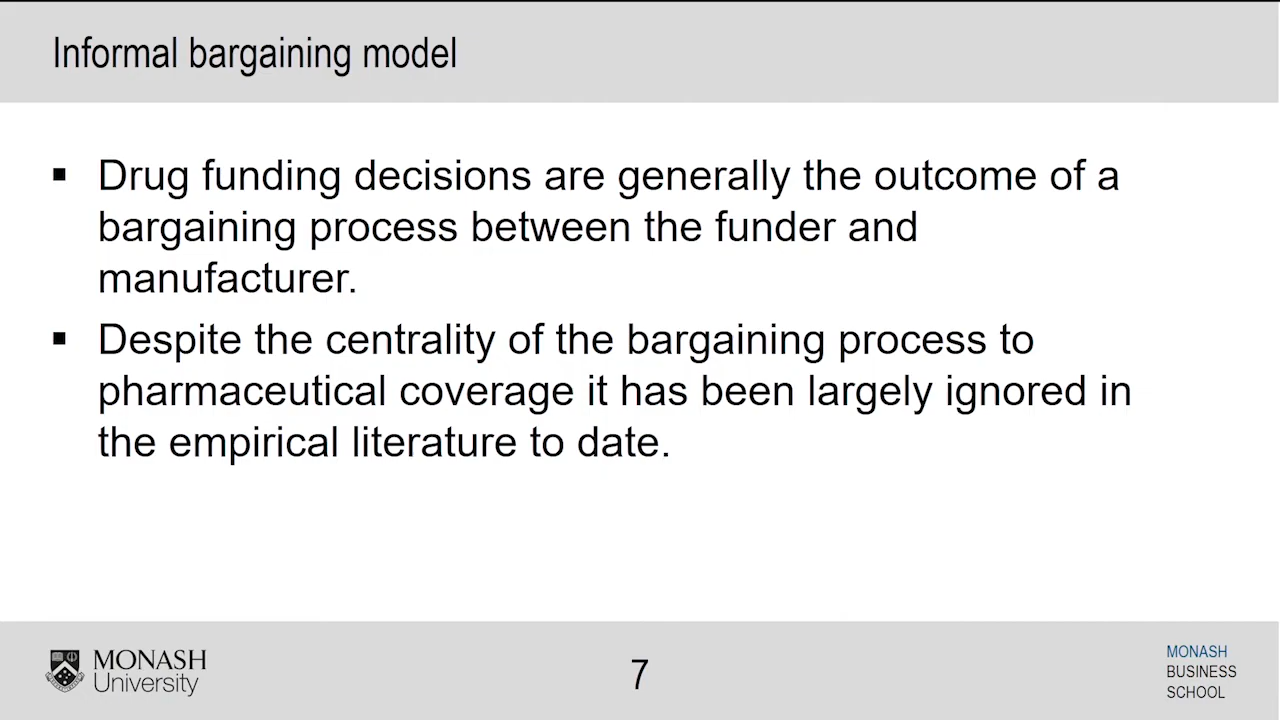 Informal bargaining model
▪ Drug funding decisions are generally the outcome of a
bargaining process between the funder and
manufacturer.
▪ Despite the centrality of the bargaining process to
pharmaceutical coverage it has been largely ignored in
the empirical literature to date.
MONASH
University
7
MONASH
BUSINESS
SCHOOL